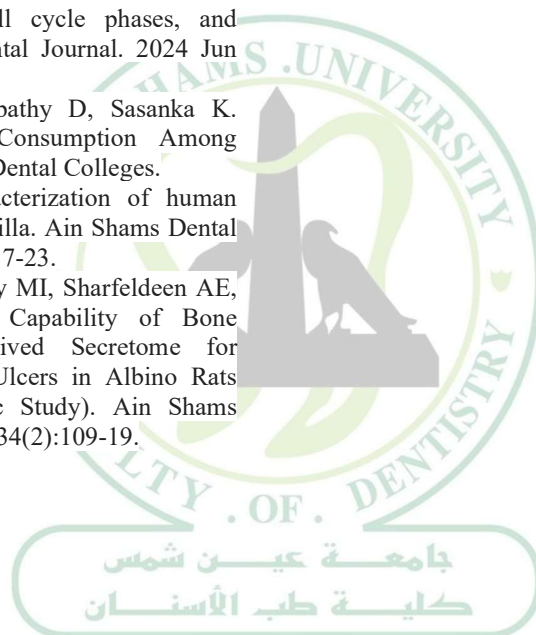 ll cycle phases, and
ntal Journal. 2024 Jun
pathy D, Sasanka K.
Consumption Among
Dental Colleges.
acterization of human
illa. Ain Shams Dental
7-23.
y MI, Sharfeldeen AE,
Capability of Bone
ived Secretome for
Ulcers in Albino Rats
c Study). Ain Shams
34(2):109-19.
HAMS . UNIVERSITY
LTY . OF . DENTISTRY
جامعة عين شمس
كلية طب الأسنان